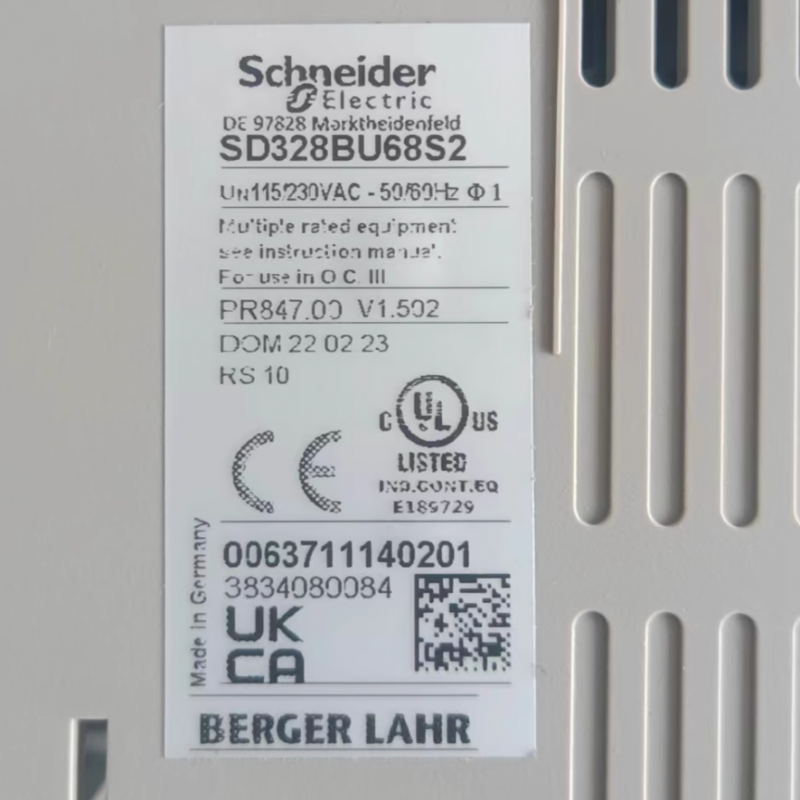 Schneider
Electric
DE 97828 Marktheidenfeld
SD328BU68S2
UN115/230VAC - 50/60Hz Φ 1
Multiple rated equipment
see instruction manual.
For use in O.C. III
PR847.00 V1.502
DOM 22 02 23
RS 10
C UL US
LISTED
IND.CONT.EQ
E189729
CE
Made in Germany
0063711140201
3834080084
UK
CA
BERGER LAHR